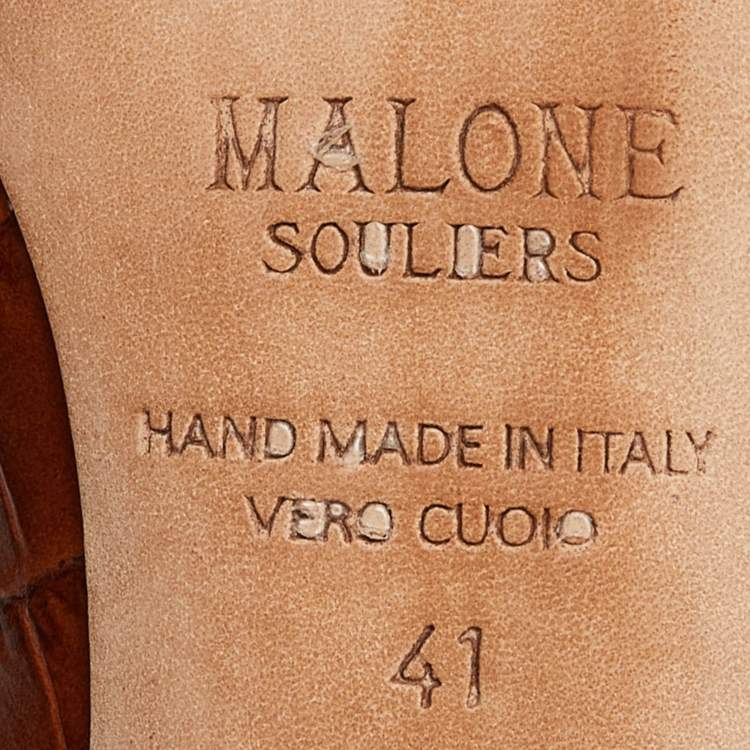 MALONE
SOULIERS
HAND MADE IN ITALY
VERO CUOIO
41